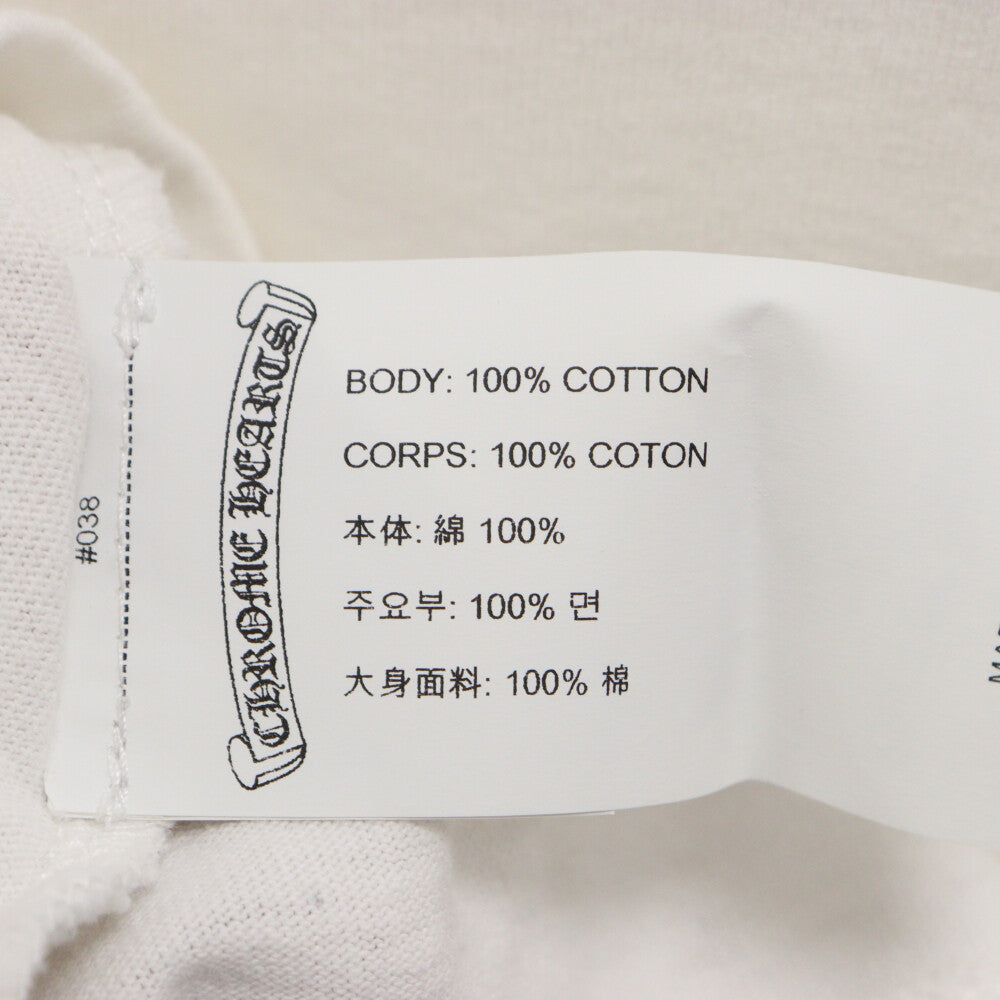 #038
CHROME HEARTS
BODY: 100% COTTON
CORPS: 100% COTON
本体: 綿 100%
주요부: 100% 면
大身面料: 100% 棉